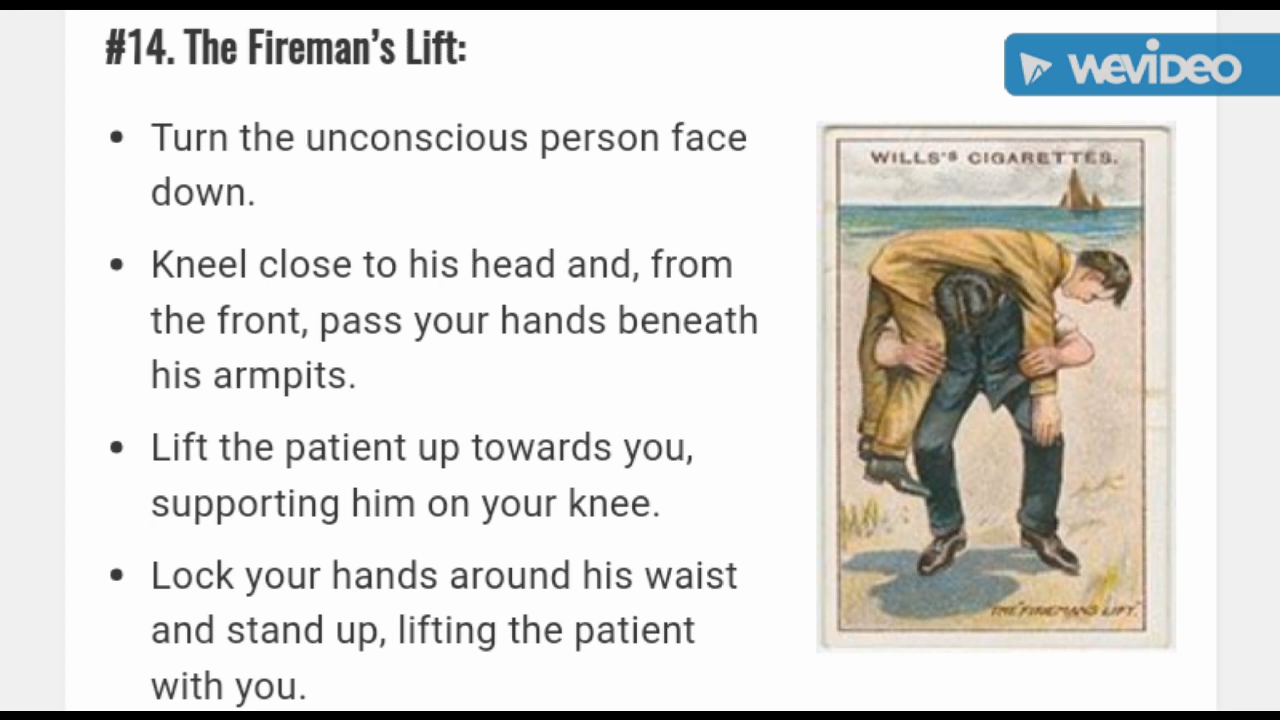 #14. The Fireman’s Lift:
WEVIDEO
• Turn the unconscious person face
down.
• Kneel close to his head and, from
the front, pass your hands beneath
his armpits.
• Lift the patient up towards you,
supporting him on your knee.
• Lock your hands around his waist
and stand up, lifting the patient
with you.
WILLS'S CIGARETTES.
THE "FIREMANS LIFT."